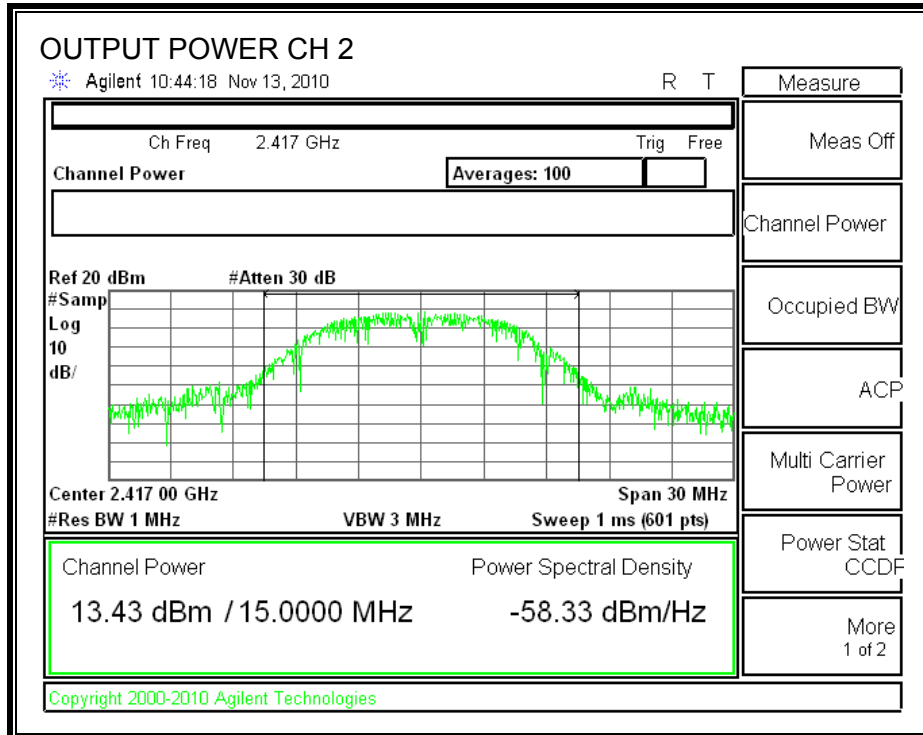 OUTPUT POWER CH 2
Agilent 10:44:18 Nov 13, 2010 R T
Measure
Ch Freq 2.417 GHz Trig Free
Meas Off
Channel Power Averages: 100
Channel Power
Ref 20 dBm #Atten 30 dB
#Samp
Log
10
dB/
Occupied BW
ACP
Multi Carrier
Power
Center 2.417 00 GHz Span 30 MHz
#Res BW 1 MHz VBW 3 MHz Sweep 1 ms (601 pts)
Power Stat
CCDF
Channel Power Power Spectral Density
13.43 dBm / 15.0000 MHz -58.33 dBm/Hz
More
1 of 2
Copyright 2000-2010 Agilent Technologies